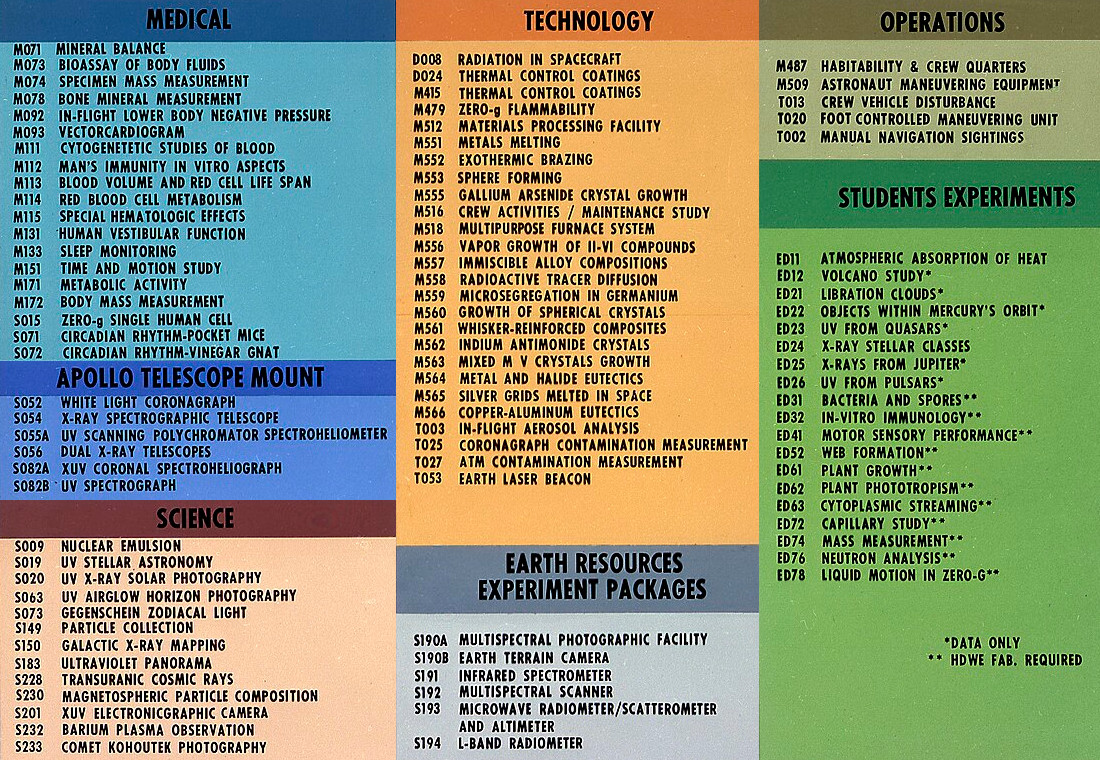 MEDICAL
M071 MINERAL BALANCE
M073 BIOASSAY OF BODY FLUIDS
M074 SPECIMEN MASS MEASUREMENT
M078 BONE MINERAL MEASUREMENT
M092 IN-FLIGHT LOWER BODY NEGATIVE PRESSURE
M093 VECTORCARDIOGRAM
M111 CYTOGENETETIC STUDIES OF BLOOD
M112 MAN'S IMMUNITY IN VITRO ASPECTS
M113 BLOOD VOLUME AND RED CELL LIFE SPAN
M114 RED BLOOD CELL METABOLISM
M115 SPECIAL HEMATOLOGIC EFFECTS
M131 HUMAN VESTIBULAR FUNCTION
M133 SLEEP MONITORING
M151 TIME AND MOTION STUDY
M171 METABOLIC ACTIVITY
M172 BODY MASS MEASUREMENT
S015 ZERO-g SINGLE HUMAN CELL
S071 CIRCADIAN RHYTHM-POCKET MICE
S072 CIRCADIAN RHYTHM-VINEGAR GNAT
APOLLO TELESCOPE MOUNT
S052 WHITE LIGHT CORONAGRAPH
S054 X-RAY SPECTROGRAPHIC TELESCOPE
S055A UV SCANNING POLYCHROMATOR SPECTROHELIOMETER
S056 DUAL X-RAY TELESCOPES
S082A XUV CORONAL SPECTROHELIOGRAPH
S082B UV SPECTROGRAPH
SCIENCE
S009 NUCLEAR EMULSION
S019 UV STELLAR ASTRONOMY
S020 UV X-RAY SOLAR PHOTOGRAPHY
S063 UV AIRGLOW HORIZON PHOTOGRAPHY
S073 GEGENSCHEIN ZODIACAL LIGHT
S149 PARTICLE COLLECTION
S150 GALACTIC X-RAY MAPPING
S183 ULTRAVIOLET PANORAMA
S228 TRANSURANIC COSMIC RAYS
S230 MAGNETOSPHERIC PARTICLE COMPOSITION
S201 XUV ELECTRONICGRAPHIC CAMERA
S232 BARIUM PLASMA OBSERVATION
S233 COMET KOHOUTEK PHOTOGRAPHY
TECHNOLOGY
D008 RADIATION IN SPACECRAFT
D024 THERMAL CONTROL COATINGS
M415 THERMAL CONTROL COATINGS
M479 ZERO-g FLAMMABILITY
M512 MATERIALS PROCESSING FACILITY
M551 METALS MELTING
M552 EXOTHERMIC BRAZING
M553 SPHERE FORMING
M555 GALLIUM ARSENIDE CRYSTAL GROWTH
M516 CREW ACTIVITIES / MAINTENANCE STUDY
M518 MULTIPURPOSE FURNACE SYSTEM
M556 VAPOR GROWTH OF II-VI COMPOUNDS
M557 IMMISCIBLE ALLOY COMPOSITIONS
M558 RADIOACTIVE TRACER DIFFUSION
M559 MICROSEGREGATION IN GERMANIUM
M560 GROWTH OF SPHERICAL CRYSTALS
M561 WHISKER-REINFORCED COMPOSITES
M562 INDIUM ANTIMONIDE CRYSTALS
M563 MIXED M V CRYSTALS GROWTH
M564 METAL AND HALIDE EUTECTICS
M565 SILVER GRIDS MELTED IN SPACE
M566 COPPER-ALUMINUM EUTECTICS
T003 IN-FLIGHT AEROSOL ANALYSIS
T025 CORONAGRAPH CONTAMINATION MEASUREMENT
T027 ATM CONTAMINATION MEASUREMENT
T053 EARTH LASER BEACON
EARTH RESOURCES
EXPERIMENT PACKAGES
S190A MULTISPECTRAL PHOTOGRAPHIC FACILITY
S190B EARTH TERRAIN CAMERA
S191 INFRARED SPECTROMETER
S192 MULTISPECTRAL SCANNER
S193 MICROWAVE RADIOMETER/SCATTEROMETER
AND ALTIMETER
S194 L-BAND RADIOMETER
OPERATIONS
M487 HABITABILITY & CREW QUARTERS
M509 ASTRONAUT MANEUVERING EQUIPMENT
T013 CREW VEHICLE DISTURBANCE
T020 FOOT CONTROLLED MANEUVERING UNIT
T002 MANUAL NAVIGATION SIGHTINGS
STUDENTS EXPERIMENTS
ED11 ATMOSPHERIC ABSORPTION OF HEAT
ED12 VOLCANO STUDY*
ED21 LIBRATION CLOUDS*
ED22 OBJECTS WITHIN MERCURY'S ORBIT*
ED23 UV FROM QUASARS*
ED24 X-RAY STELLAR CLASSES
ED25 X-RAYS FROM JUPITER*
ED26 UV FROM PULSARS*
ED31 BACTERIA AND SPORES**
ED32 IN-VITRO IMMUNOLOGY**
ED41 MOTOR SENSORY PERFORMANCE**
ED52 WEB FORMATION**
ED61 PLANT GROWTH**
ED62 PLANT PHOTOTROPISM**
ED63 CYTOPLASMIC STREAMING**
ED72 CAPILLARY STUDY**
ED74 MASS MEASUREMENT**
ED76 NEUTRON ANALYSIS**
ED78 LIQUID MOTION IN ZERO-G**
*DATA ONLY
** HDWE FAB. REQUIRED